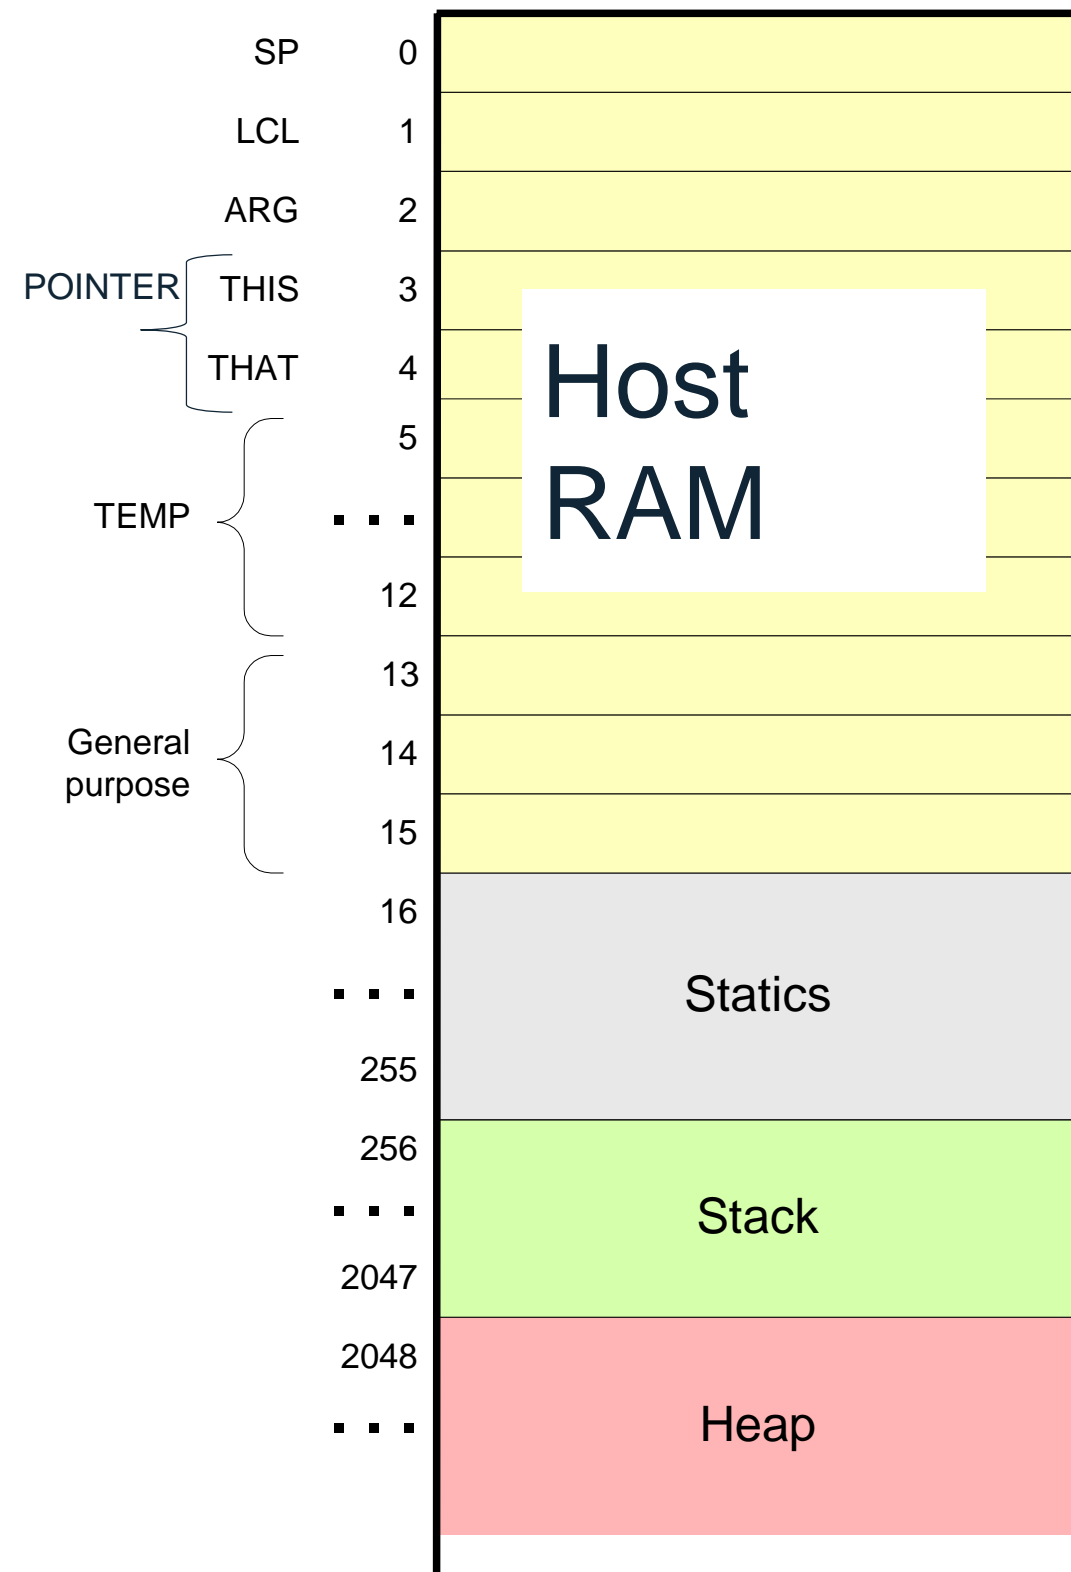 SP 0
LCL 1
ARG 2
POINTER THIS 3
THAT 4
5
TEMP ...
12
13
General
purpose
14
15
16
...
255
256
...
2047
2048
...
Host
RAM
Statics
Stack
Heap